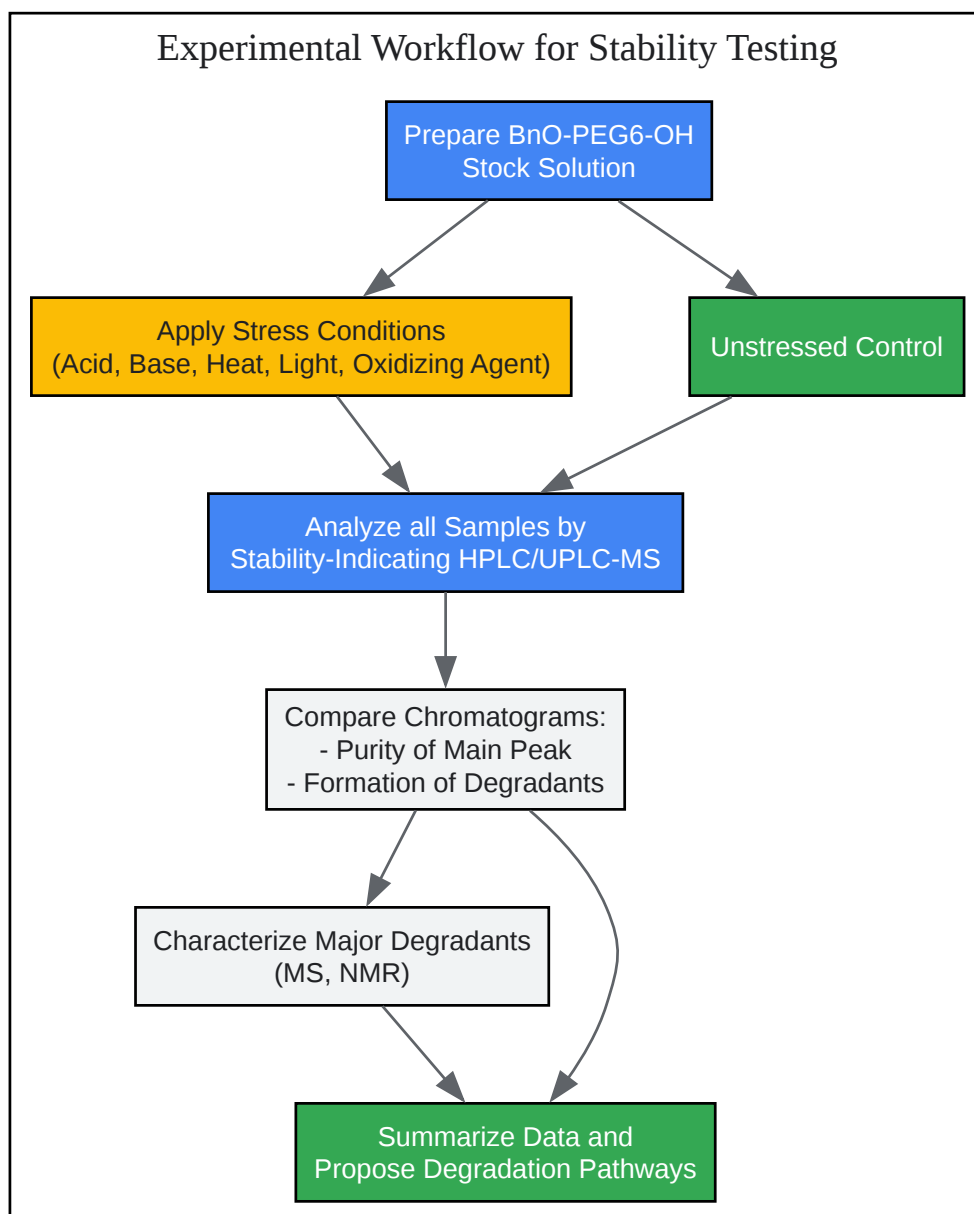 Experimental Workflow for Stability Testing
Prepare BnO-PEG6-OH
Stock Solution
Apply Stress Conditions
(Acid, Base, Heat, Light, Oxidizing Agent)
Unstressed Control
Analyze all Samples by
Stability-Indicating HPLC/UPLC-MS
Compare Chromatograms:
- Purity of Main Peak
- Formation of Degradants
Characterize Major Degradants
(MS, NMR)
Summarize Data and
Propose Degradation Pathways